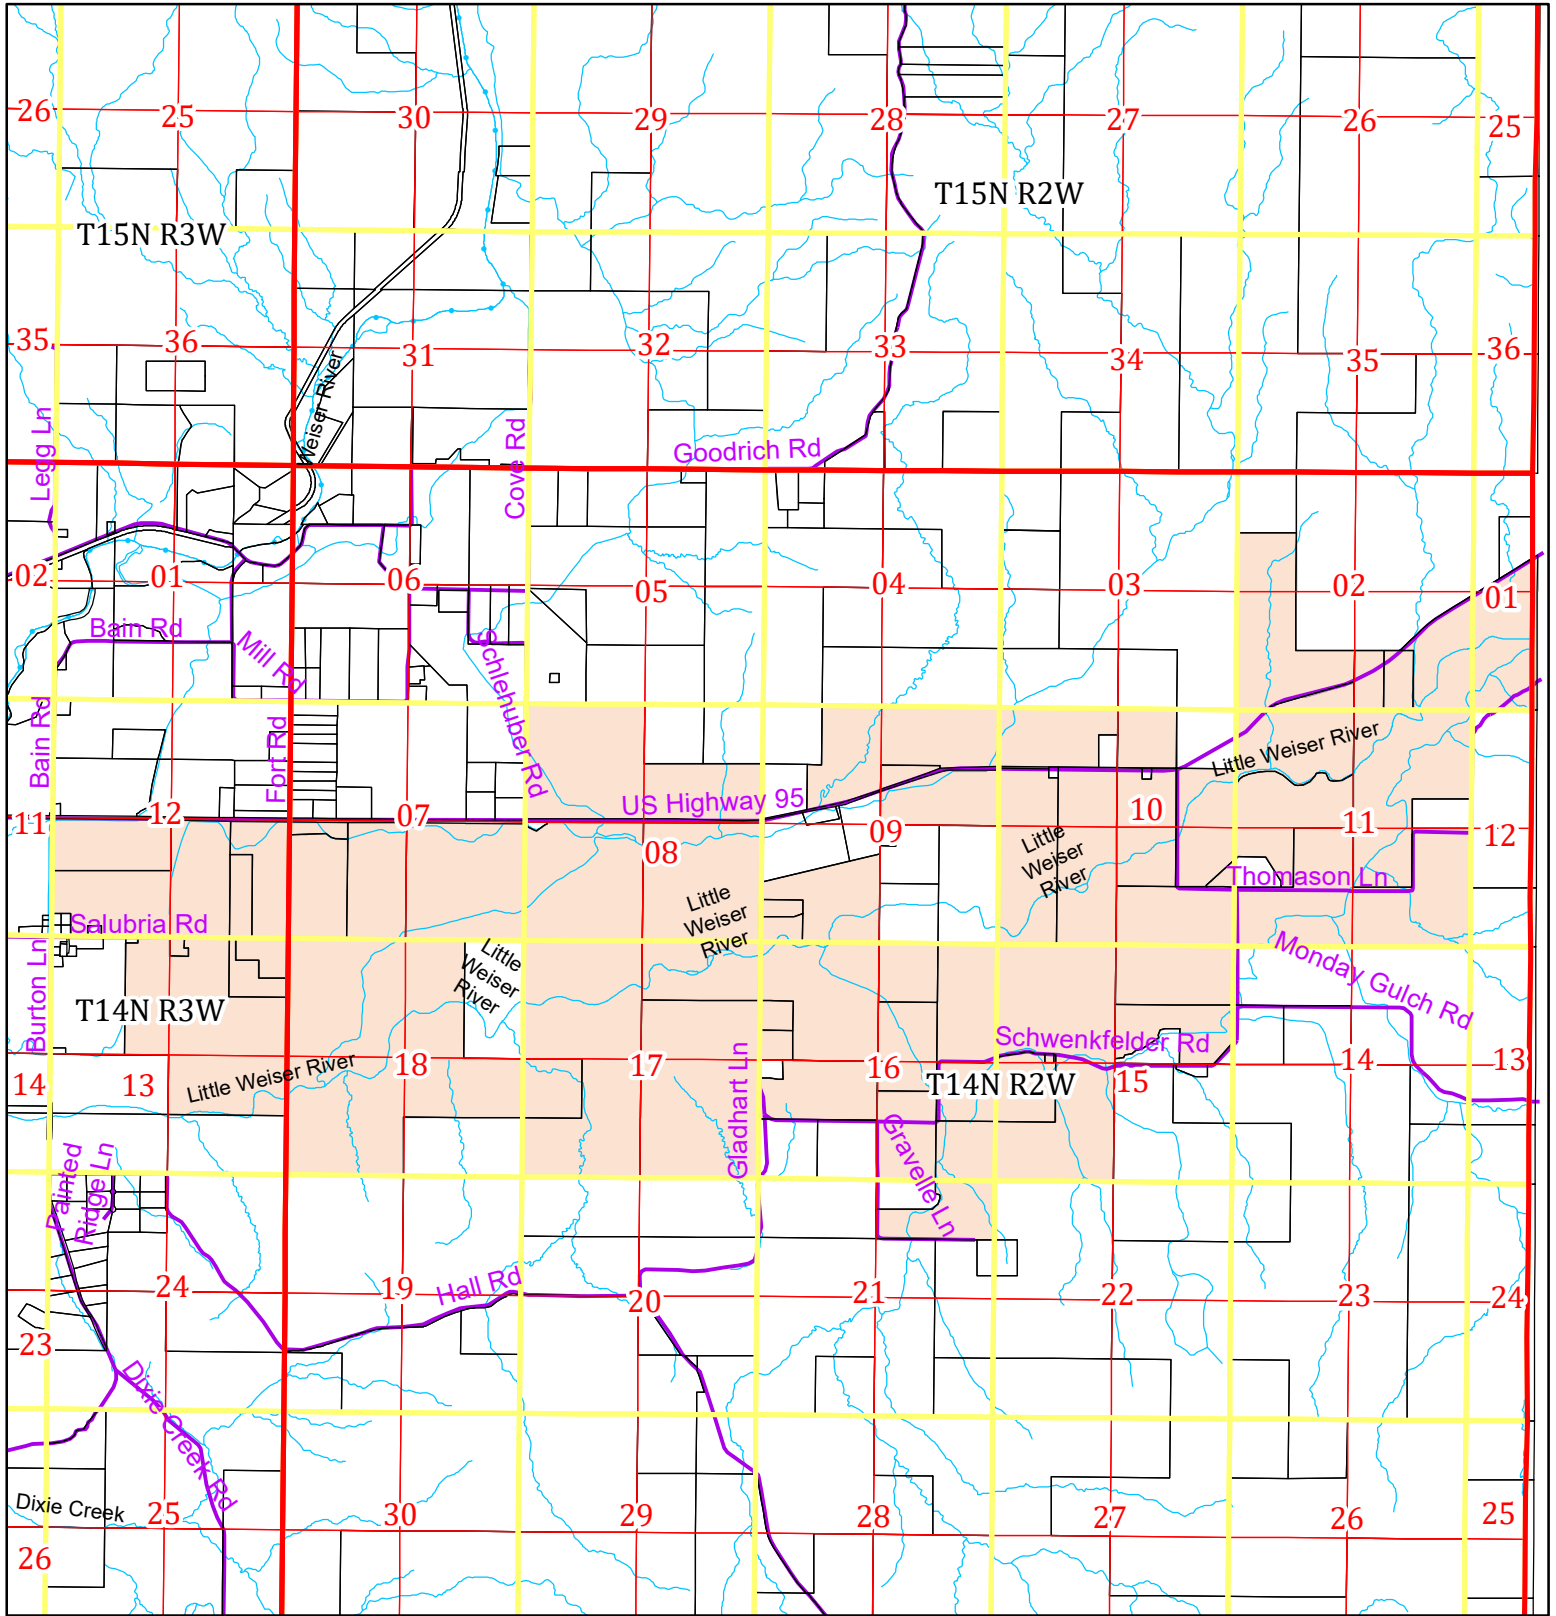 26
25
30
29
28
27
26
25
T15N R3W
T15N R2W
35
36
31
32
33
34
35
36
Weiser River
Legg Ln
Cove Rd
Goodrich Rd
02
01
06
05
04
03
02
01
Bain Rd
Mill Rd
Schlehuber Rd
Bain Rd
Fort Rd
Little Weiser River
US Highway 95
11
12
07
08
09
10
11
12
Little
Weiser
River
Thomason Ln
Little
Weiser
River
Salubria Rd
Burton Ln
Little
Weiser
River
Monday Gulch Rd
T14N R3W
Schwenkfelder Rd
14
13
Little Weiser River
18
17
Gladhart Ln
16
T14N R2W
15
14
13
Gravelle Ln
Painted
Ridge Ln
24
19
Hall Rd
20
21
22
23
24
23
Dixie Creek Rd
Dixie Creek
25
30
29
28
27
26
25
26